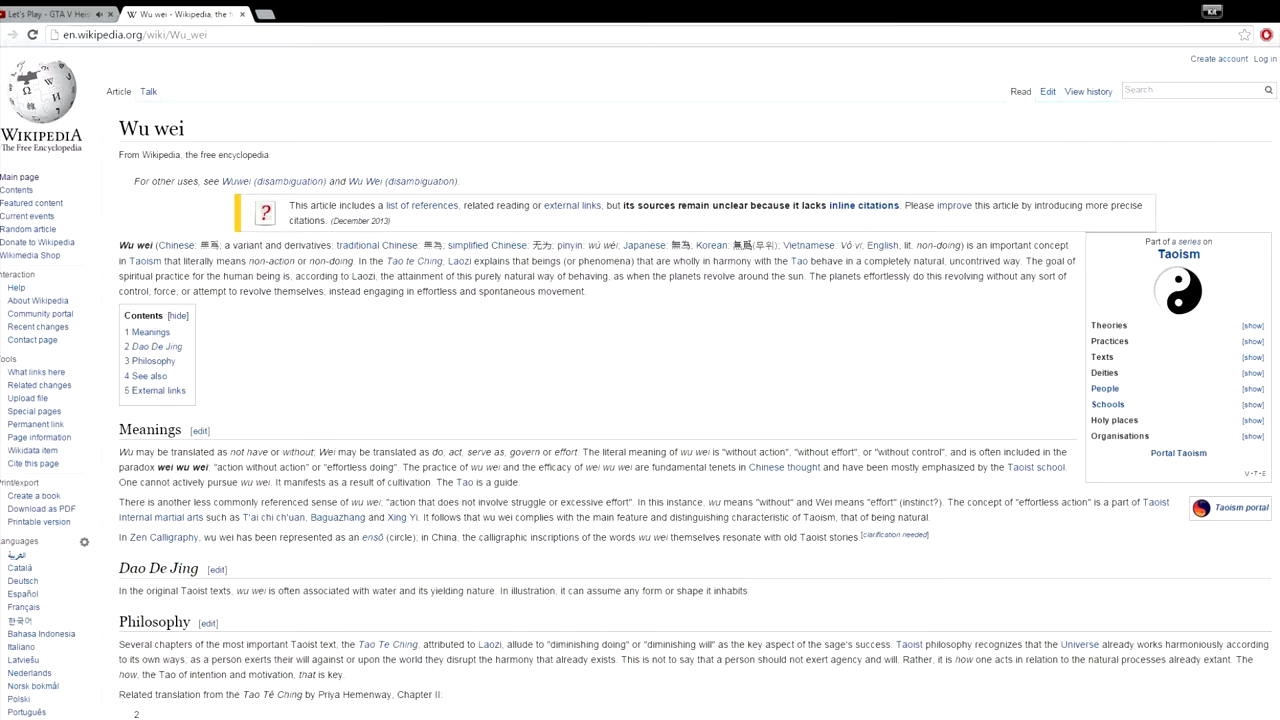 Let's Play - GTA V Heis
Wu wei - Wikipedia, the f
Kit
en.wikipedia.org/wiki/Wu_wei
Create account Log in
Article Talk
Read Edit View history
Search
WIKIPEDIA
The Free Encyclopedia
Main page
Contents
Featured content
Current events
Random article
Donate to Wikipedia
Wikimedia Shop
Interaction
Help
About Wikipedia
Community portal
Recent changes
Contact page
Tools
What links here
Related changes
Upload file
Special pages
Permanent link
Page information
Wikidata item
Cite this page
Print/export
Create a book
Download as PDF
Printable version
Languages
العربية
Català
Deutsch
Español
Français
한국어
Bahasa Indonesia
Italiano
Latviešu
Nederlands
Norsk bokmål
Polski
Português
Wu wei
From Wikipedia, the free encyclopedia
For other uses, see Wuwei (disambiguation) and Wu Wei (disambiguation).
This article includes a list of references, related reading or external links, but its sources remain unclear because it lacks inline citations. Please improve this article by introducing more precise
citations. (December 2013)
Wu wei (Chinese: ; a variant and derivatives: traditional Chinese: ; simplified Chinese: 无为; pinyin: wú wéi; Japanese: 無為; Korean: 無爲(무위); Vietnamese: Vô vi; English, lit. non-doing) is an important concept
in Taoism that literally means non-action or non-doing. In the Tao te Ching, Laozi explains that beings (or phenomena) that are wholly in harmony with the Tao behave in a completely natural, uncontrived way. The goal of
spiritual practice for the human being is, according to Laozi, the attainment of this purely natural way of behaving, as when the planets revolve around the sun. The planets effortlessly do this revolving without any sort of
control, force, or attempt to revolve themselves, instead engaging in effortless and spontaneous movement.
Contents [hide]
1 Meanings
2 Dao De Jing
3 Philosophy
4 See also
5 External links
Part of a series on
Taoism
Theories [show]
Practices [show]
Texts [show]
Deities [show]
People [show]
Schools [show]
Holy places [show]
Organisations [show]
Portal Taoism
V·T·E
Taoism portal
Meanings [edit]
Wu may be translated as not have or without; Wei may be translated as do, act, serve as, govern or effort. The literal meaning of wu wei is "without action", "without effort", or "without control", and is often included in the
paradox wei wu wei: "action without action" or "effortless doing". The practice of wu wei and the efficacy of wei wu wei are fundamental tenets in Chinese thought and have been mostly emphasized by the Taoist school.
One cannot actively pursue wu wei. It manifests as a result of cultivation. The Tao is a guide.
There is another less commonly referenced sense of wu wei; "action that does not involve struggle or excessive effort". In this instance, wu means "without" and Wei means "effort" (instinct?). The concept of "effortless action" is a part of Taoist
Internal martial arts such as T'ai chi ch'uan, Baguazhang and Xing Yi. It follows that wu wei complies with the main feature and distinguishing characteristic of Taoism, that of being natural.
In Zen Calligraphy, wu wei has been represented as an ensō (circle); in China, the calligraphic inscriptions of the words wu wei themselves resonate with old Taoist stories.[clarification needed]
Dao De Jing [edit]
In the original Taoist texts, wu wei is often associated with water and its yielding nature. In illustration, it can assume any form or shape it inhabits.
Philosophy [edit]
Several chapters of the most important Taoist text, the Tao Te Ching, attributed to Laozi, allude to "diminishing doing" or "diminishing will" as the key aspect of the sage's success. Taoist philosophy recognizes that the Universe already works harmoniously according
to its own ways; as a person exerts their will against or upon the world they disrupt the harmony that already exists. This is not to say that a person should not exert agency and will. Rather, it is how one acts in relation to the natural processes already extant. The
how, the Tao of intention and motivation, that is key.
Related translation from the Tao Tê Ching by Priya Hemenway, Chapter II:
2